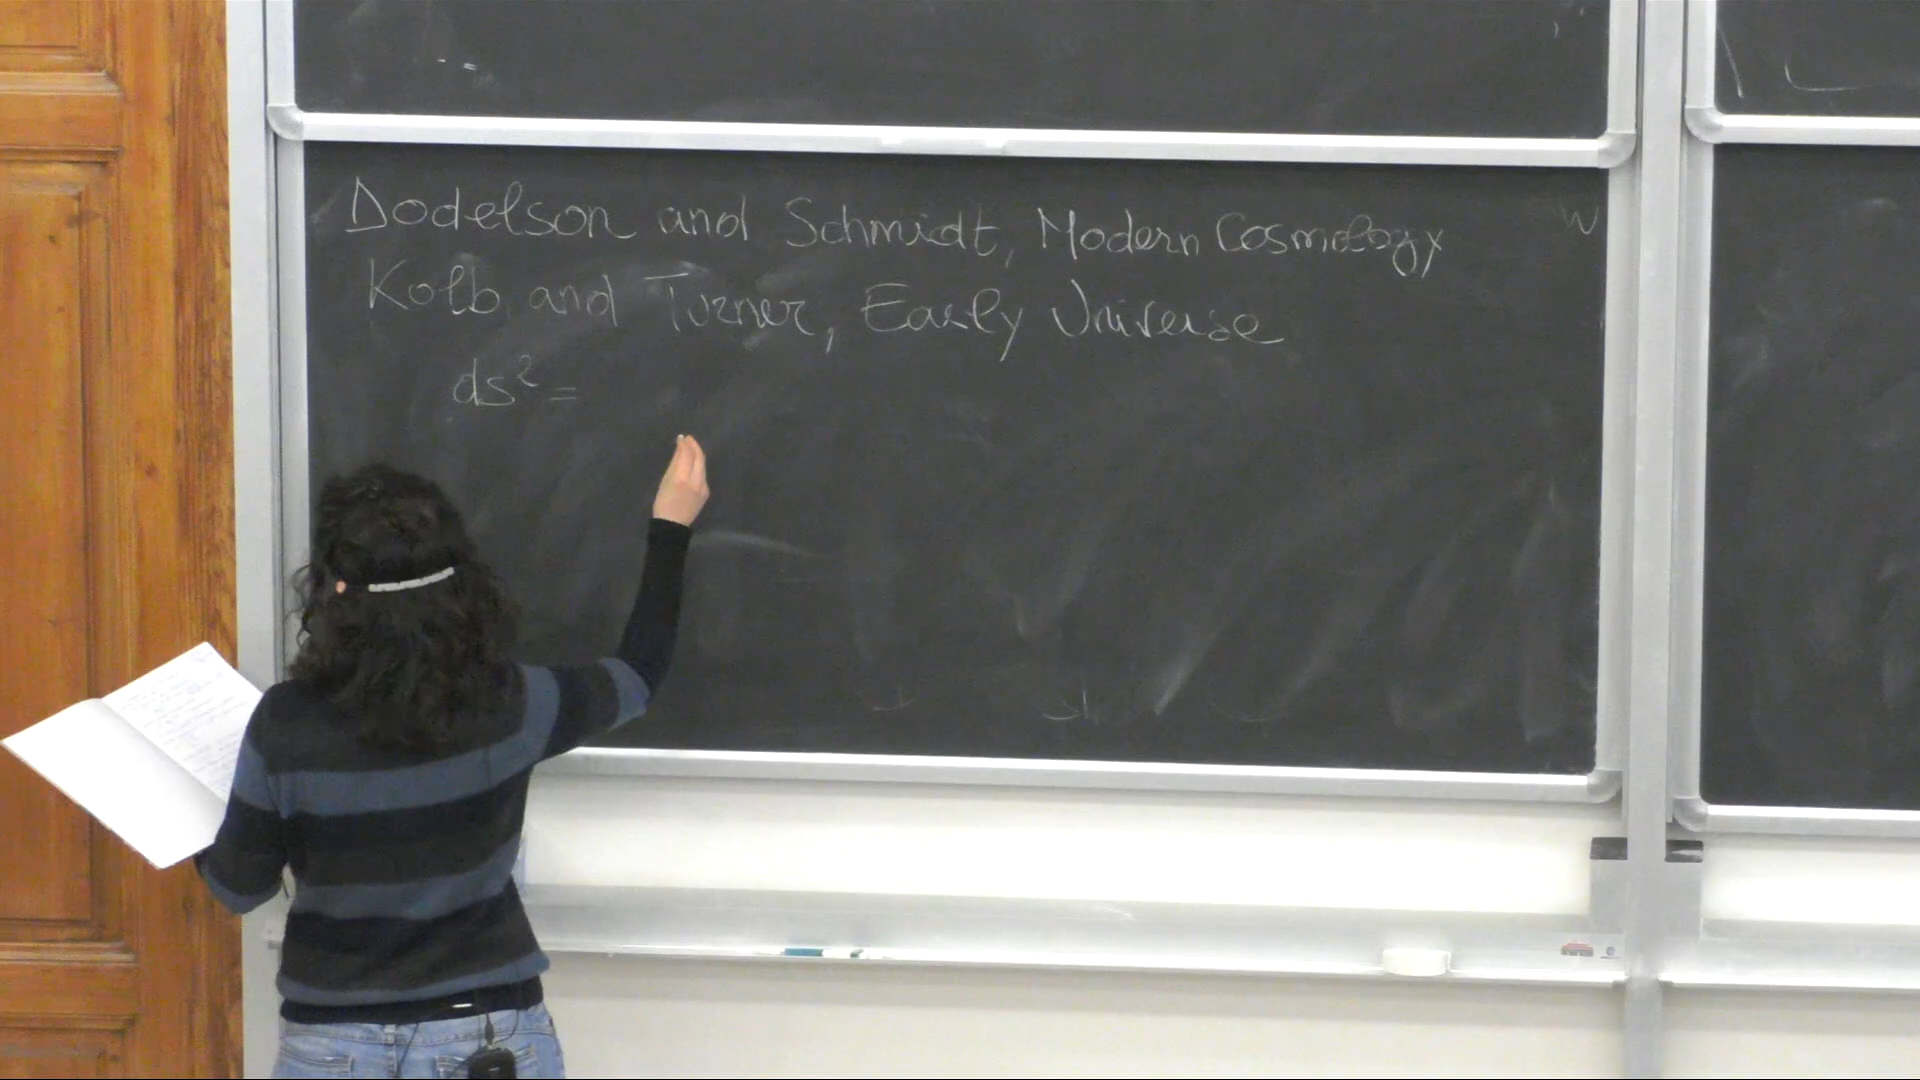 Dodelson and Schmidt, Modern Cosmology
Kolb and Turner, Early Universe
ds² =